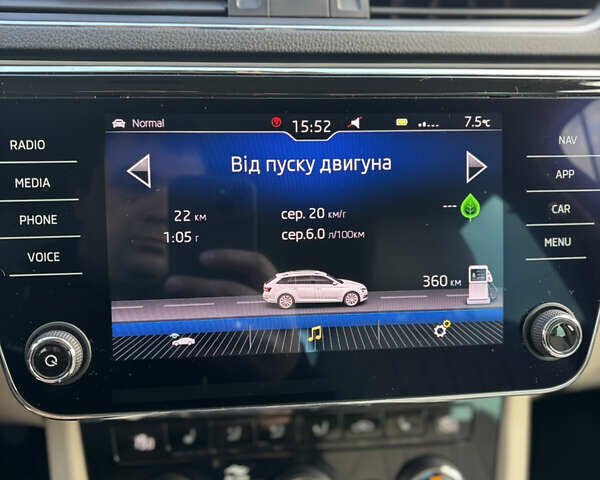 Normal
15:52
7.5°C
RADIO
MEDIA
PHONE
VOICE
NAV
APP
CAR
MENU
Від пуску двигуна
22 км
сер. 20 км/г
---
1:05 г
сер.6.0 л/100км
360 км